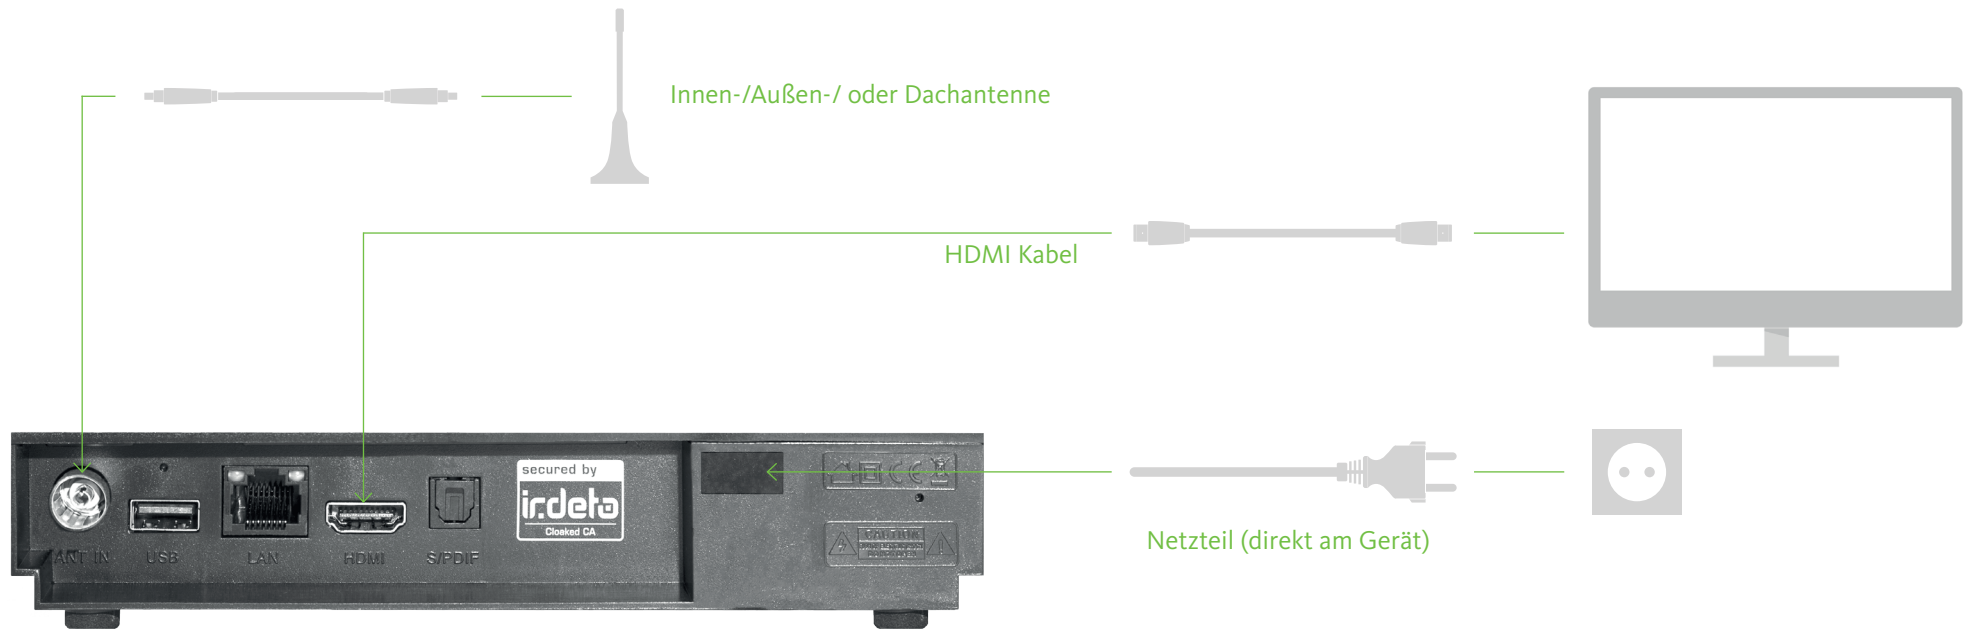 Innen-/Außen-/ oder Dachantenne
HDMI Kabel
secured by
irdeto
Cloaked CA
ANT IN
USB
LAN
HDMI
S/PDIF
CAUTION
Netzteil (direkt am Gerät)